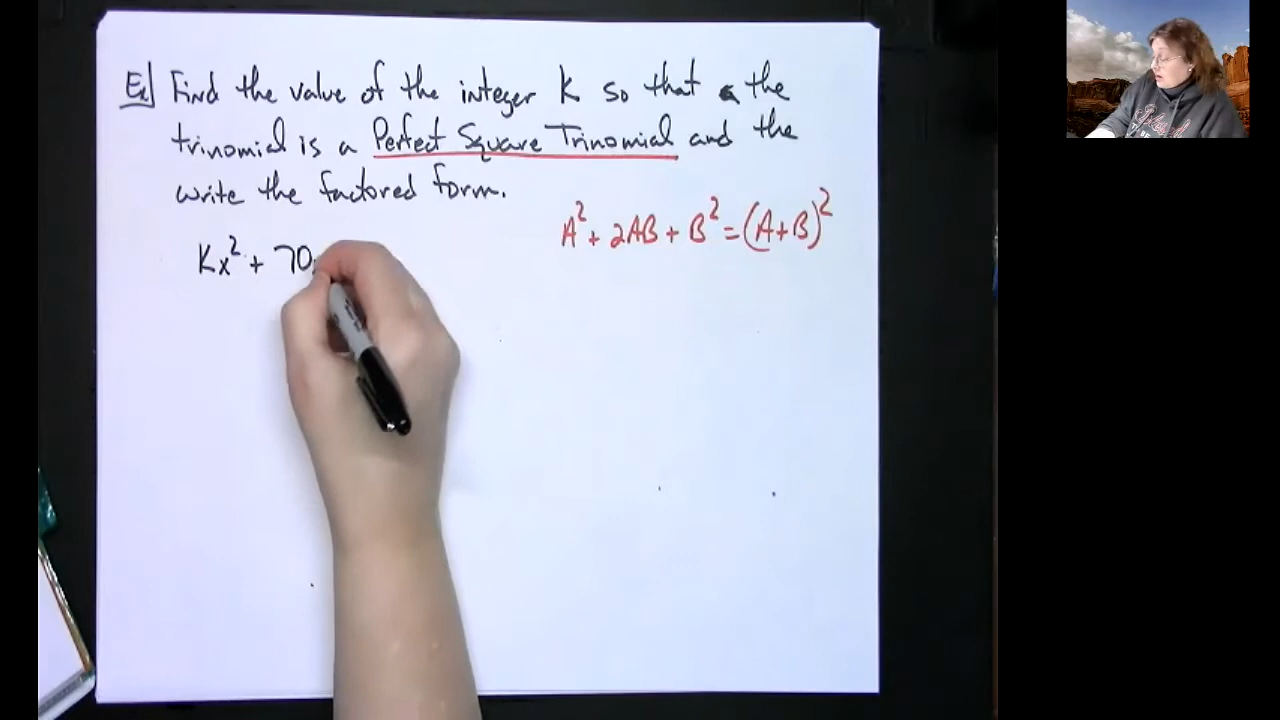 Ex] Find the value of the integer K so that the
trinomial is a Perfect Square Trinomial and the
write the factored form.
A² + 2AB + B² = (A+B)²
Kx² + 70